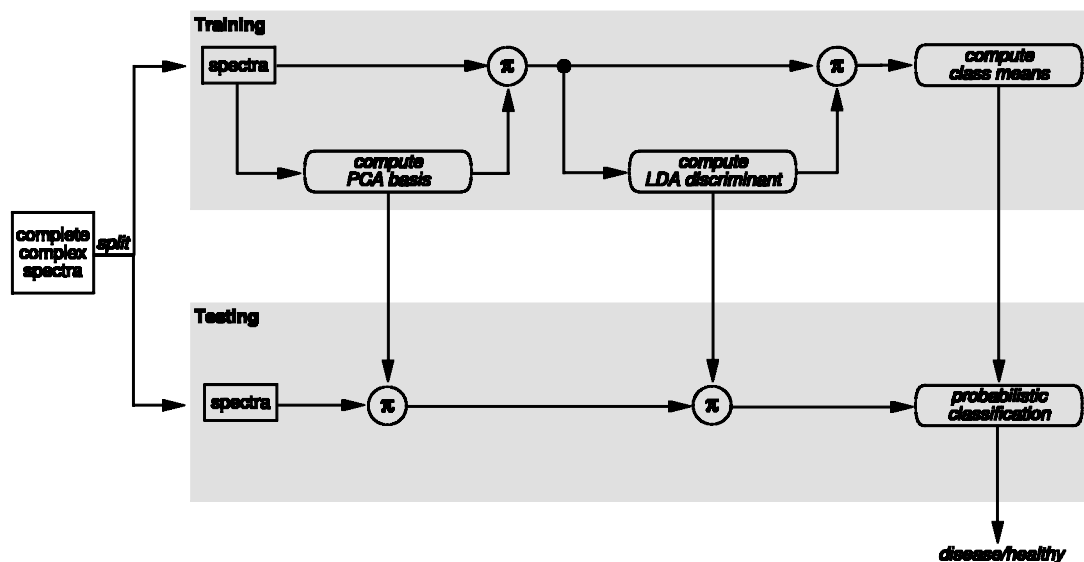 Training
spectra
π
π
compute
class means
compute
PCA basis
compute
LDA discriminant
complete
complex
spectra
split
Testing
spectra
π
π
probabilistic
classification
disease/healthy